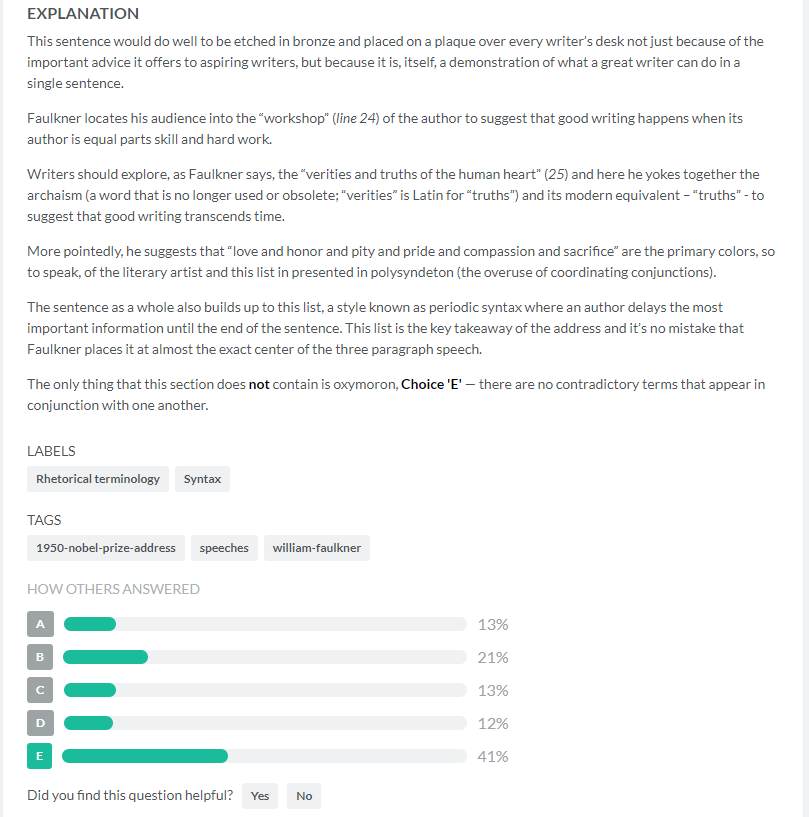 EXPLANATION
This sentence would do well to be etched in bronze and placed on a plaque over every writer’s desk not just because of the
important advice it offers to aspiring writers, but because it is, itself, a demonstration of what a great writer can do in a
single sentence.
Faulkner locates his audience into the “workshop” (line 24) of the author to suggest that good writing happens when its
author is equal parts skill and hard work.
Writers should explore, as Faulkner says, the “verities and truths of the human heart” (25) and here he yokes together the
archaism (a word that is no longer used or obsolete; “verities” is Latin for “truths”) and its modern equivalent – “truths” - to
suggest that good writing transcends time.
More pointedly, he suggests that “love and honor and pity and pride and compassion and sacrifice” are the primary colors, so
to speak, of the literary artist and this list in presented in polysyndeton (the overuse of coordinating conjunctions).
The sentence as a whole also builds up to this list, a style known as periodic syntax where an author delays the most
important information until the end of the sentence. This list is the key takeaway of the address and it’s no mistake that
Faulkner places it at almost the exact center of the three paragraph speech.
The only thing that this section does not contain is oxymoron, Choice 'E' — there are no contradictory terms that appear in
conjunction with one another.
LABELS
Rhetorical terminology Syntax
TAGS
1950-nobel-prize-address speeches william-faulkner
HOW OTHERS ANSWERED
A 13%
B 21%
C 13%
D 12%
E 41%
Did you find this question helpful? Yes No